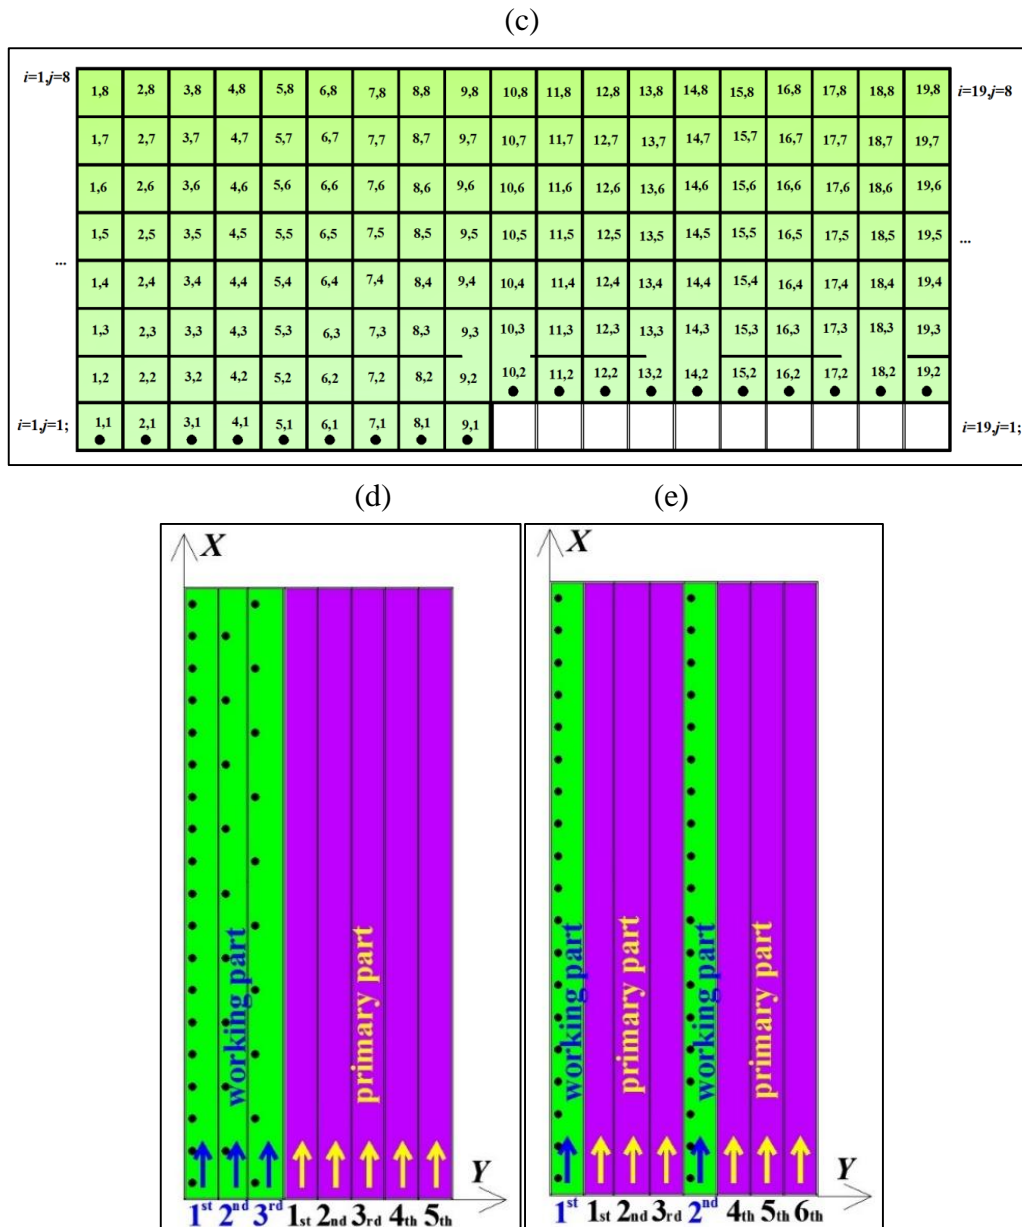 (c)
i=1,j=8 1,8 2,8 3,8 4,8 5,8 6,8 7,8 8,8 9,8 10,8 11,8 12,8 13,8 14,8 15,8 16,8 17,8 18,8 19,8 i=19,j=8
1,7 2,7 3,7 4,7 5,7 6,7 7,7 8,7 9,7 10,7 11,7 12,7 13,7 14,7 15,7 16,7 17,7 18,7 19,7
1,6 2,6 3,6 4,6 5,6 6,6 7,6 8,6 9,6 10,6 11,6 12,6 13,6 14,6 15,6 16,6 17,6 18,6 19,6
1,5 2,5 3,5 4,5 5,5 6,5 7,5 8,5 9,5 10,5 11,5 12,5 13,5 14,5 15,5 16,5 17,5 18,5 19,5 ...
... 1,4 2,4 3,4 4,4 5,4 6,4 7,4 8,4 9,4 10,4 11,4 12,4 13,4 14,4 15,4 16,4 17,4 18,4 19,4
1,3 2,3 3,3 4,3 5,3 6,3 7,3 8,3 9,3 10,3 11,3 12,3 13,3 14,3 15,3 16,3 17,3 18,3 19,3
1,2 2,2 3,2 4,2 5,2 6,2 7,2 8,2 9,2 10,2 11,2 12,2 13,2 14,2 15,2 16,2 17,2 18,2 19,2
i=1,j=1; 1,1 2,1 3,1 4,1 5,1 6,1 7,1 8,1 9,1 i=19,j=1;
(d)
X
working part
primary part
Y
1st 2nd 3rd 1st 2nd 3rd 4th 5th
(e)
X
working part
primary part
working part
primary part
Y
1st 1st 2nd 3rd 2nd 4th 5th 6th